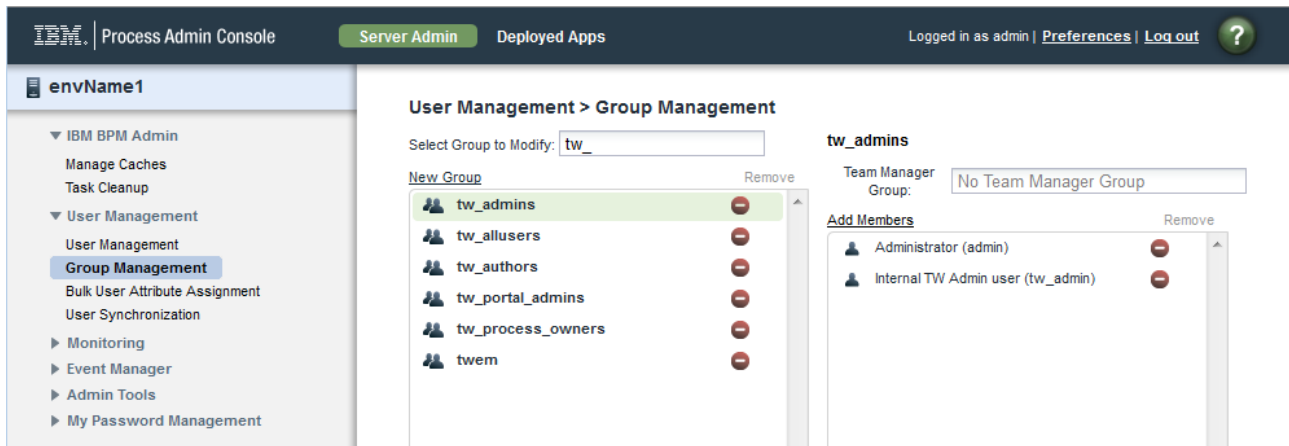 IBM. Process Admin Console Server Admin Deployed Apps Logged in as admin | Preferences | Log out ?
envName1
IBM BPM Admin
Manage Caches
Task Cleanup
User Management
User Management
Group Management
Bulk User Attribute Assignment
User Synchronization
Monitoring
Event Manager
Admin Tools
My Password Management
User Management > Group Management
Select Group to Modify: tw_
New Group Remove
tw_admins
tw_allusers
tw_authors
tw_portal_admins
tw_process_owners
twem
tw_admins
Team Manager
Group: No Team Manager Group
Add Members Remove
Administrator (admin)
Internal TW Admin user (tw_admin)